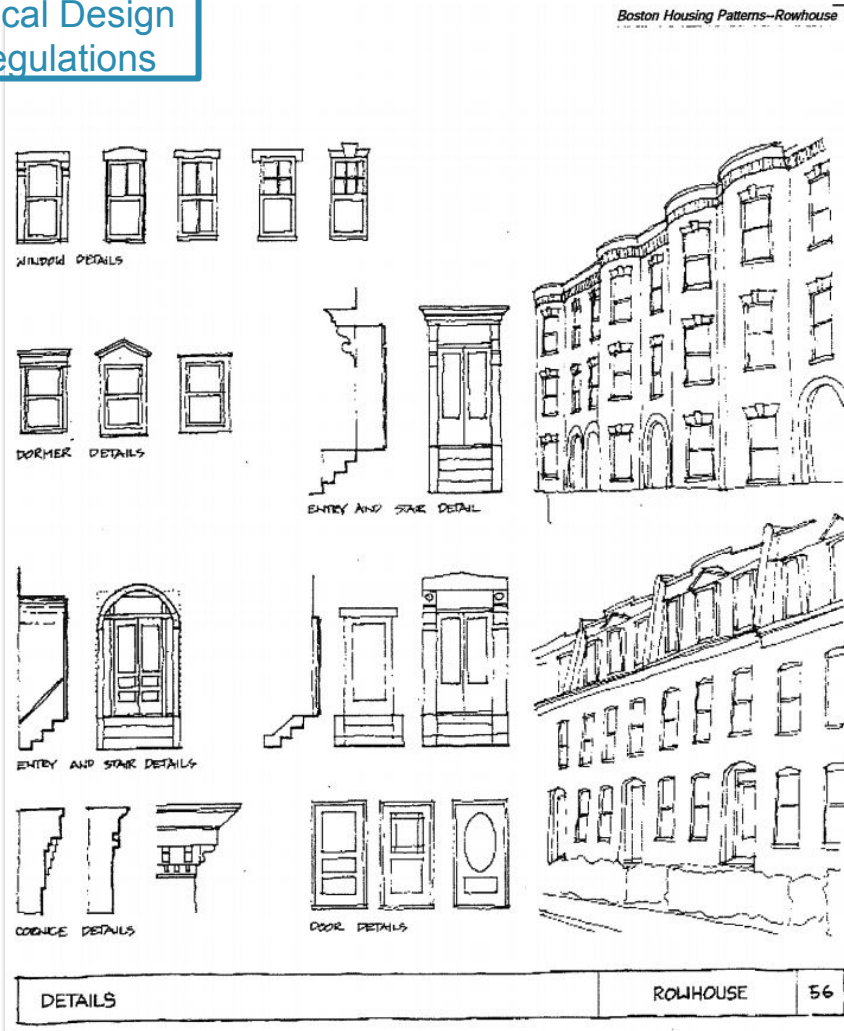 cal Design
egulations
Boston Housing Patterns--Rowhouse
WINDOW DETAILS
DORMER DETAILS
ENTRY AND STAIR DETAIL
ENTRY AND STAIR DETAILS
CORNICE DETAILS
DOOR DETAILS
DETAILS
ROWHOUSE
56